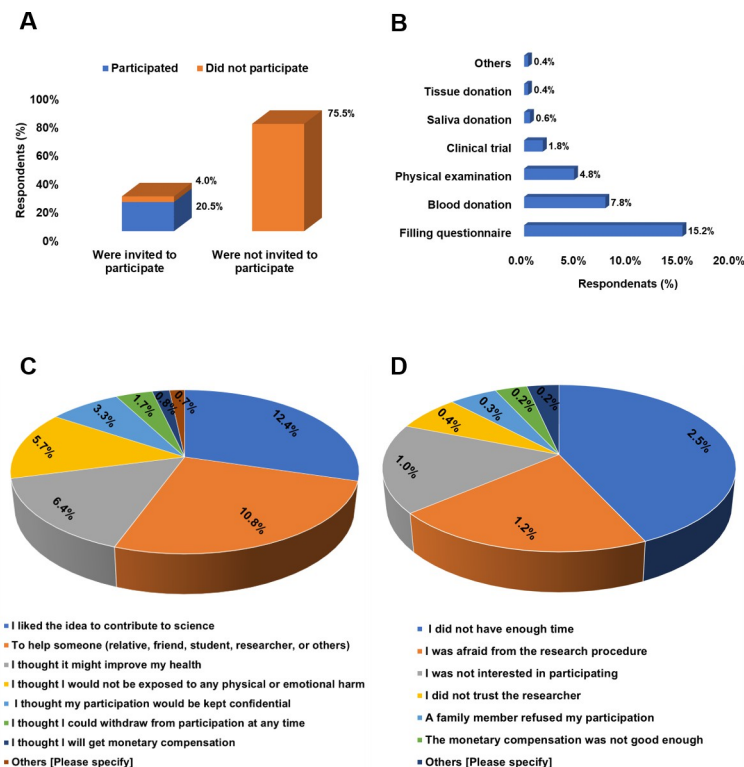 A
Participated Did not participate
100%
80%
60%
40%
20%
0%
Respondents (%)
75.5%
4.0%
20.5%
Were invited to
participate
Were not invited to
participate
B
Others 0.4%
Tissue donation 0.4%
Saliva donation 0.6%
Clinical trial 1.8%
Physical examination 4.8%
Blood donation 7.8%
Filling questionnaire 15.2%
0.0% 5.0% 10.0% 15.0% 20.0%
Respondenats (%)
C
12.4%
10.8%
6.4%
5.7%
3.3%
1.7%
0.8%
0.7%
I liked the idea to contribute to science
To help someone (relative, friend, student, researcher, or others)
I thought it might improve my health
I thought I would not be exposed to any physical or emotional harm
I thought my participation would be kept confidential
I thought I could withdraw from participation at any time
I thought I will get monetary compensation
Others [Please specify]
D
2.5%
1.2%
1.0%
0.4%
0.3%
0.2%
0.2%
I did not have enough time
I was afraid from the research procedure
I was not interested in participating
I did not trust the researcher
A family member refused my participation
The monetary compensation was not good enough
Others [Please specify]